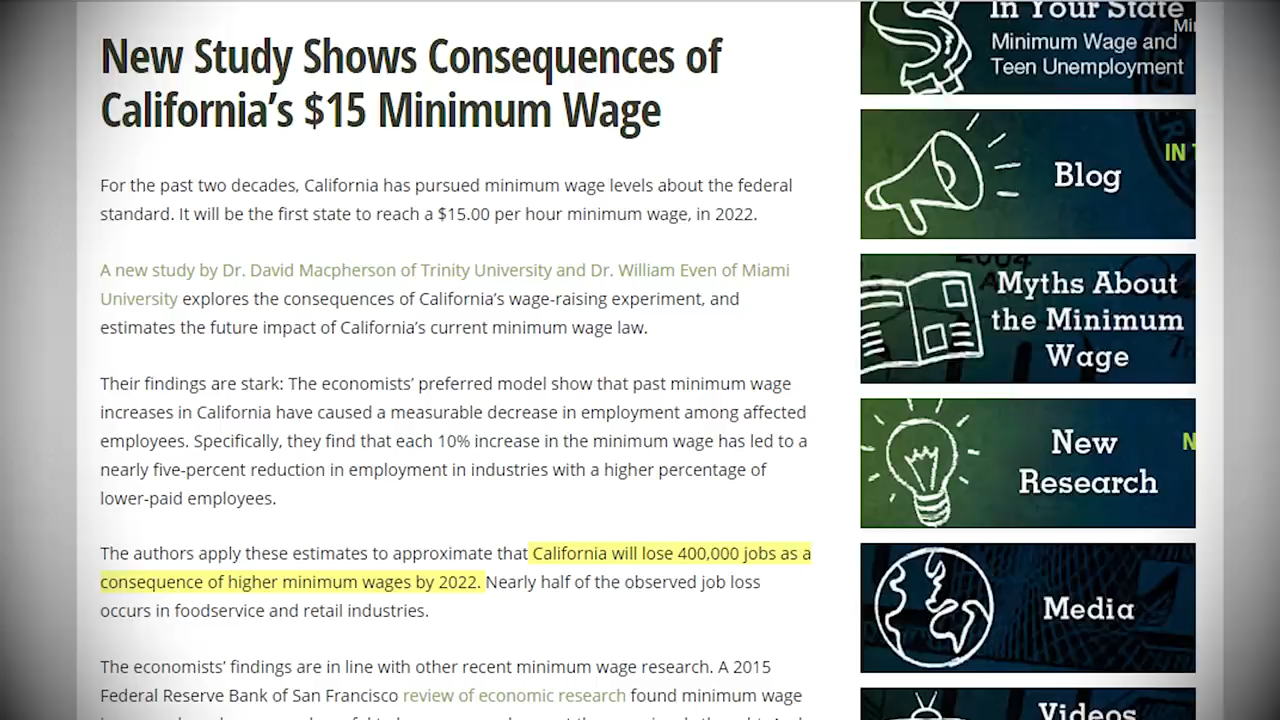 New Study Shows Consequences of
California’s $15 Minimum Wage
For the past two decades, California has pursued minimum wage levels about the federal
standard. It will be the first state to reach a $15.00 per hour minimum wage, in 2022.
A new study by Dr. David Macpherson of Trinity University and Dr. William Even of Miami
University explores the consequences of California’s wage-raising experiment, and
estimates the future impact of California’s current minimum wage law.
Their findings are stark: The economists’ preferred model show that past minimum wage
increases in California have caused a measurable decrease in employment among affected
employees. Specifically, they find that each 10% increase in the minimum wage has led to a
nearly five-percent reduction in employment in industries with a higher percentage of
lower-paid employees.
The authors apply these estimates to approximate that California will lose 400,000 jobs as a
consequence of higher minimum wages by 2022. Nearly half of the observed job loss
occurs in foodservice and retail industries.
The economists’ findings are in line with other recent minimum wage research. A 2015
Federal Reserve Bank of San Francisco review of economic research found minimum wage
In Your State
Minimum Wage and
Teen Unemployment
Blog
Myths About
the Minimum
Wage
New
Research
Media
Videos